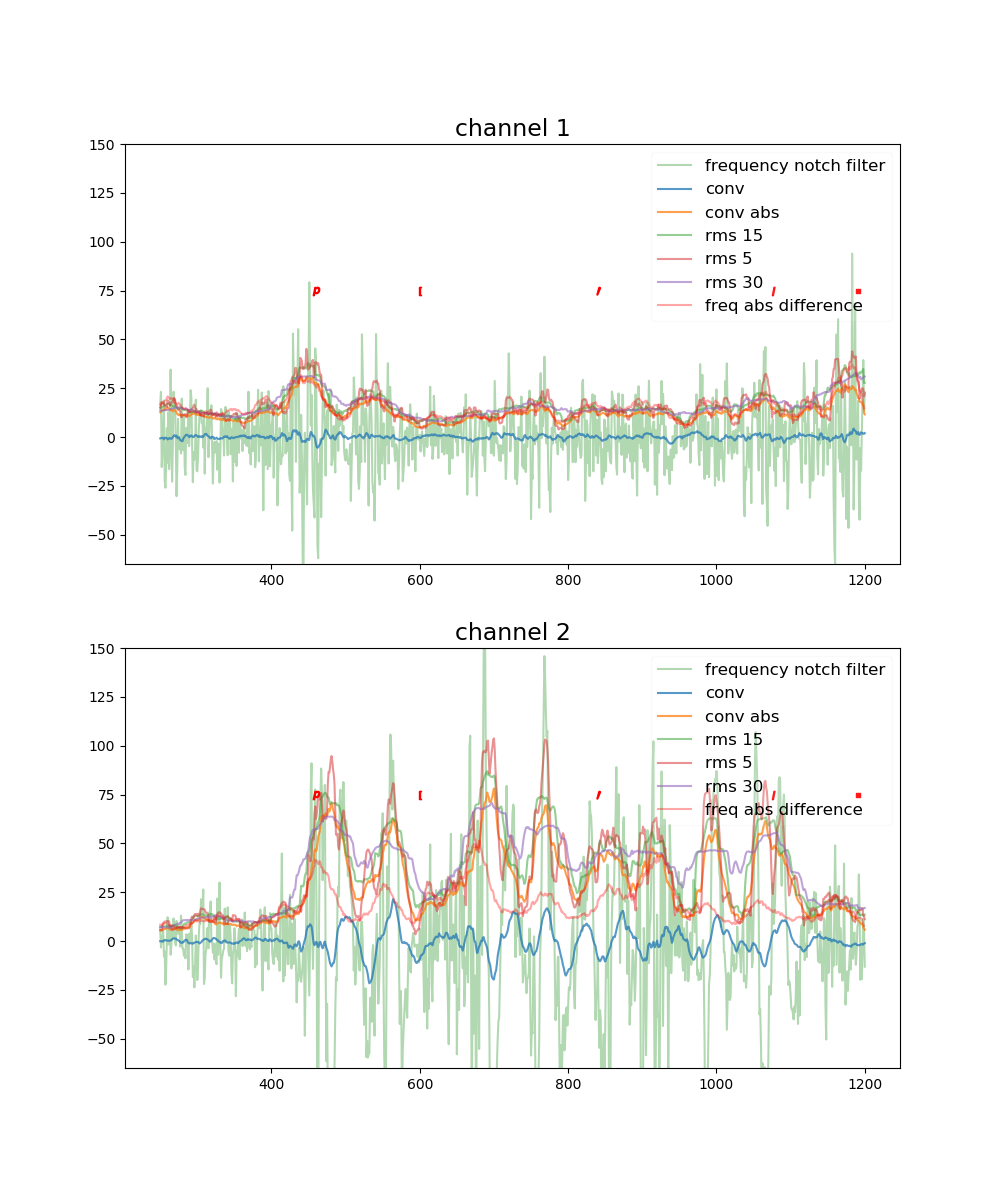 channel 1
150
125
100
75
50
25
0
−25
−50
frequency notch filter
conv
conv abs
rms 15
rms 5
rms 30
freq abs difference
p
400 600 800 1000 1200
channel 2
150
125
100
75
50
25
0
−25
−50
frequency notch filter
conv
conv abs
rms 15
rms 5
rms 30
freq abs difference
p
400 600 800 1000 1200